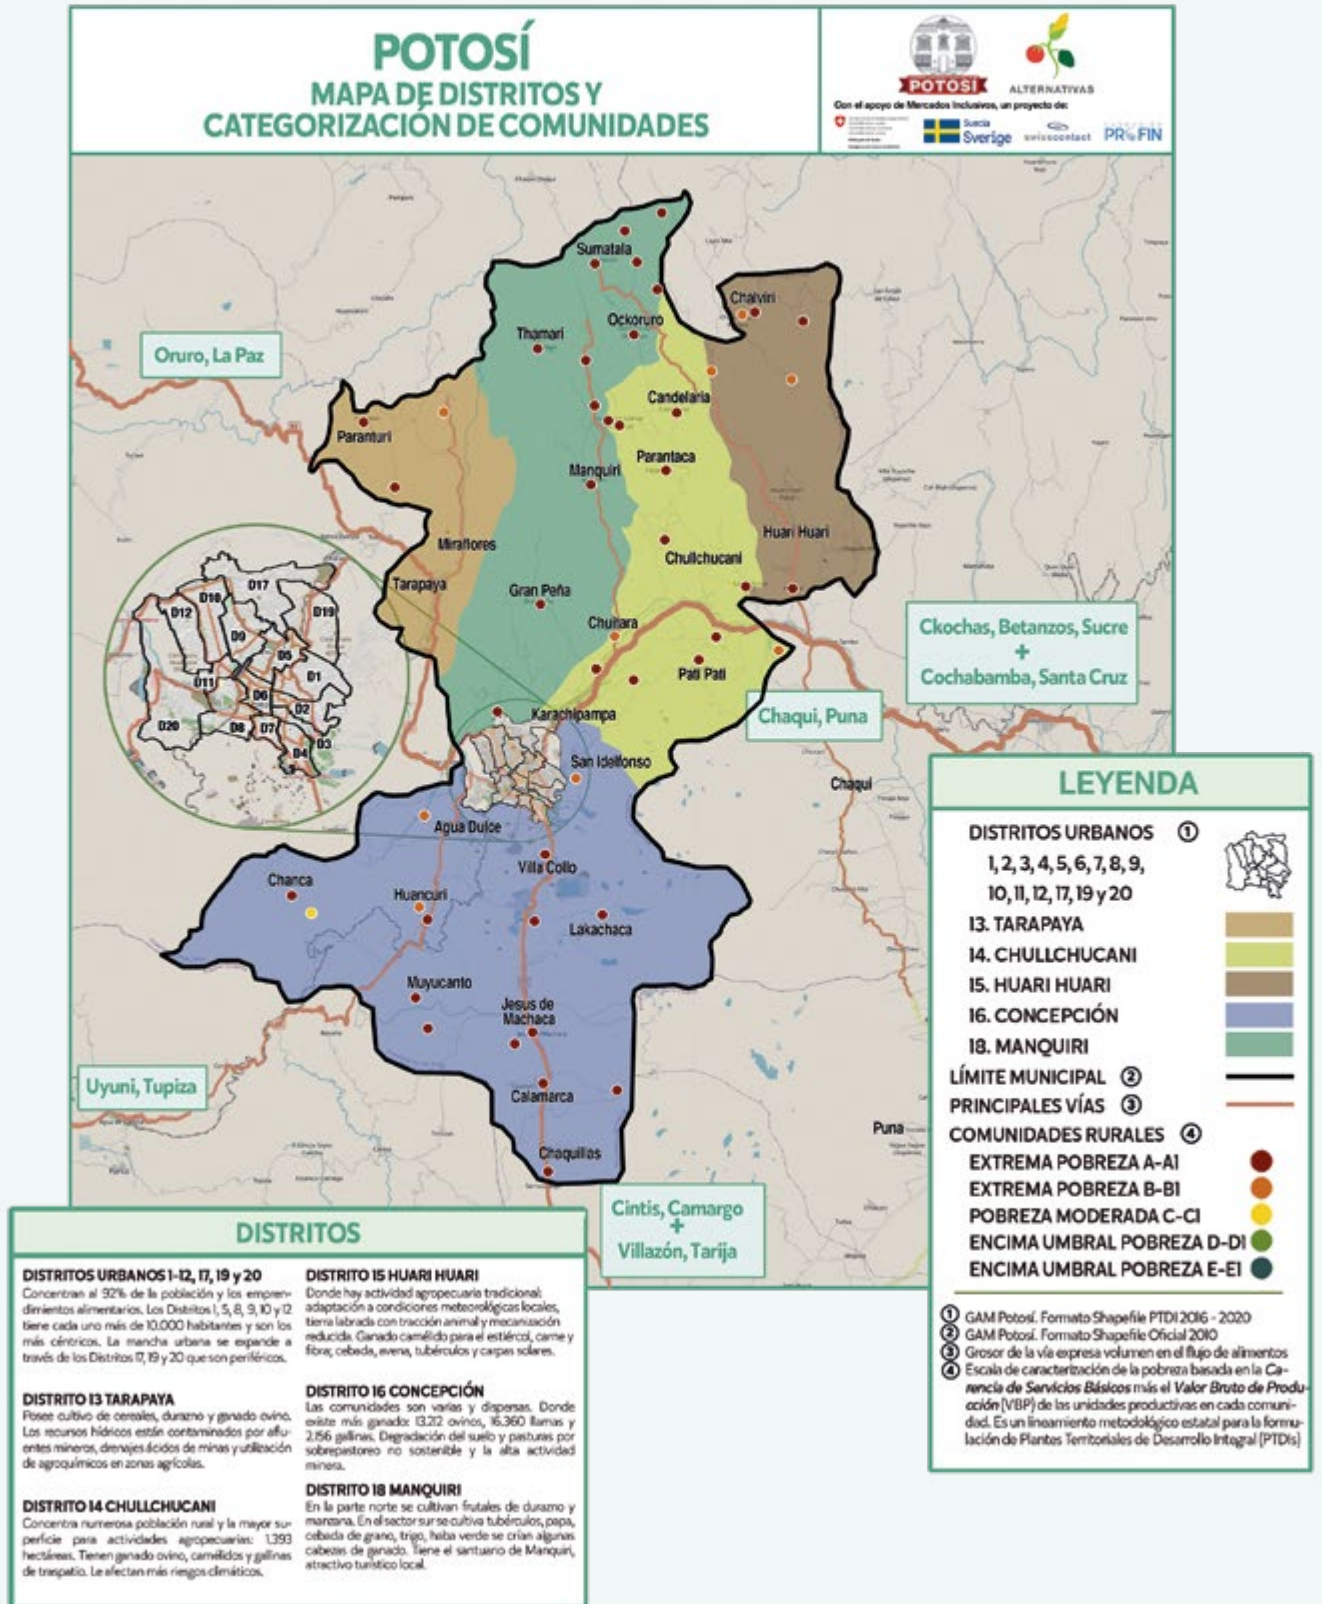 POTOSÍ
MAPA DE DISTRITOS Y
CATEGORIZACIÓN DE COMUNIDADES
POTOSÍ
ALTERNATIVAS
Con el apoyo de Mercados Inclusivos, un proyecto de:
Suecia
Sverige
swisscontact
PROFIN
Sumatala
Chalviri
Ockoruro
Thamari
Oruro, La Paz
Candelaria
Paranturi
Parantaca
Manquiri
Huari Huari
Miraflores
Chullchucani
Tarapaya
Gran Peña
D17
D10
D12
D19
D9
D5
D1
D11
D6
D2
D20
D8
D7
D3
D4
Chuñara
Ckochas, Betanzos, Sucre
+
Cochabamba, Santa Cruz
Pati Pati
Karachipampa
Chaqui, Puna
San Idelfonso
Chaqui
Agua Dulce
Villa Collo
Chanca
Huancuri
Lakachaca
Muyucanto
Jesus de
Machaca
Uyuni, Tupiza
Calamarca
Puna
Chaquillas
Cintis, Camargo
+
Villazón, Tarija
LEYENDA
DISTRITOS URBANOS ①
1, 2, 3, 4, 5, 6, 7, 8, 9,
10, 11, 12, 17, 19 y 20
13. TARAPAYA
14. CHULLCHUCANI
15. HUARI HUARI
16. CONCEPCIÓN
18. MANQUIRI
LÍMITE MUNICIPAL ②
PRINCIPALES VÍAS ③
COMUNIDADES RURALES ④
EXTREMA POBREZA A-A1
EXTREMA POBREZA B-B1
POBREZA MODERADA C-C1
ENCIMA UMBRAL POBREZA D-D1
ENCIMA UMBRAL POBREZA E-E1
① GAM Potosí. Formato Shapefile PTDI 2016 - 2020
② GAM Potosí. Formato Shapefile Oficial 2010
③ Grosor de la vía expresa volumen en el flujo de alimentos
④ Escala de caracterización de la pobreza basada en la Ca-
rencia de Servicios Básicos más el Valor Bruto de Produ-
cción (VBP) de las unidades productivas en cada comuni-
dad. Es un lineamiento metodológico estatal para la formu-
lación de Plantes Territoriales de Desarrollo Integral (PTDIs)
DISTRITOS
DISTRITOS URBANOS 1-12, 17, 19 y 20
Concentran al 92% de la población y los empren-
dimientos alimentarios. Los Distritos 1, 5, 8, 9, 10 y 12
tiene cada uno más de 10.000 habitantes y son los
más céntricos. La mancha urbana se expande a
través de los Distritos 17, 19 y 20 que son periféricos.
DISTRITO 13 TARAPAYA
Posee cultivo de cereales, durazno y ganado ovino.
Los recursos hídricos están contaminados por aflu-
entes mineros, drenajes ácidos de minas y utilización
de agroquímicos en zonas agrícolas.
DISTRITO 14 CHULLCHUCANI
Concentra numerosa población rural y la mayor su-
perficie para actividades agropecuarias: 1.393
hectáreas. Tienen ganado ovino, camélidos y gallinas
de traspatio. Le afectan más riesgos climáticos.
DISTRITO 15 HUARI HUARI
Donde hay actividad agropecuaria tradicional:
adaptación a condiciones meteorológicas locales,
tierra labrada con tracción animal y mecanización
reducida. Ganado camélido para el estiércol, carne y
fibra; cebada, avena, tubérculos y carpas solares.
DISTRITO 16 CONCEPCIÓN
Las comunidades son varias y dispersas. Donde
existe más ganado: 13.212 ovinos, 16.360 llamas y
2.156 gallinas. Degradación del suelo y pasturas por
sobrepastoreo no sostenible y la alta actividad
minera.
DISTRITO 18 MANQUIRI
En la parte norte se cultivan frutales de durazno y
manzana. En el sector sur se cultiva tubérculos, papa,
cebada de grano, trigo, haba verde se crían algunas
cabezas de ganado. Tiene el santuario de Manquiri,
atractivo turístico local.